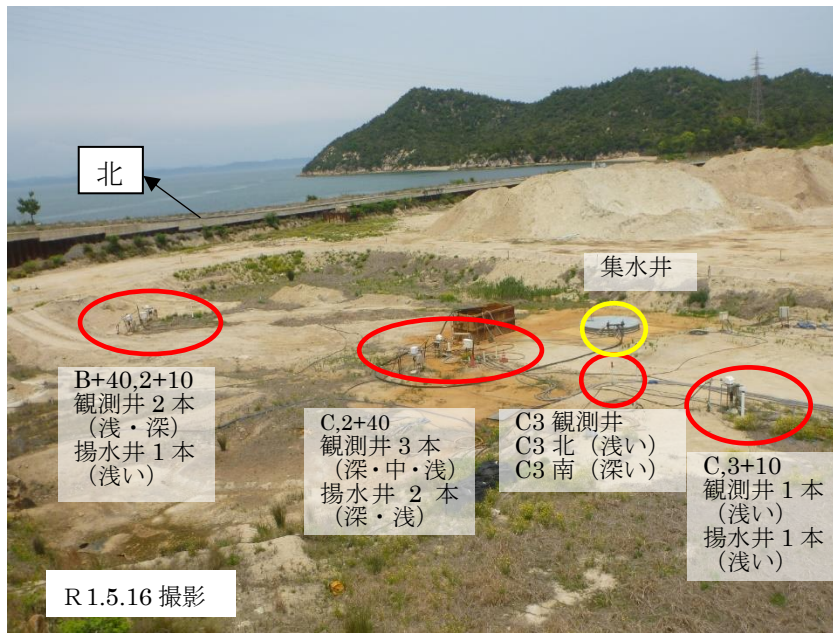 北
集水井
B+40,2+10
観測井 2 本
（浅・深）
揚水井 1 本
（浅い）
C,2+40
観測井 3 本
（深・中・浅）
揚水井 2 本
（深・浅）
C3 観測井
C3 北（浅い）
C3 南（深い）
C,3+10
観測井 1 本
（浅い）
揚水井 1 本
（浅い）
R 1.5.16 撮影